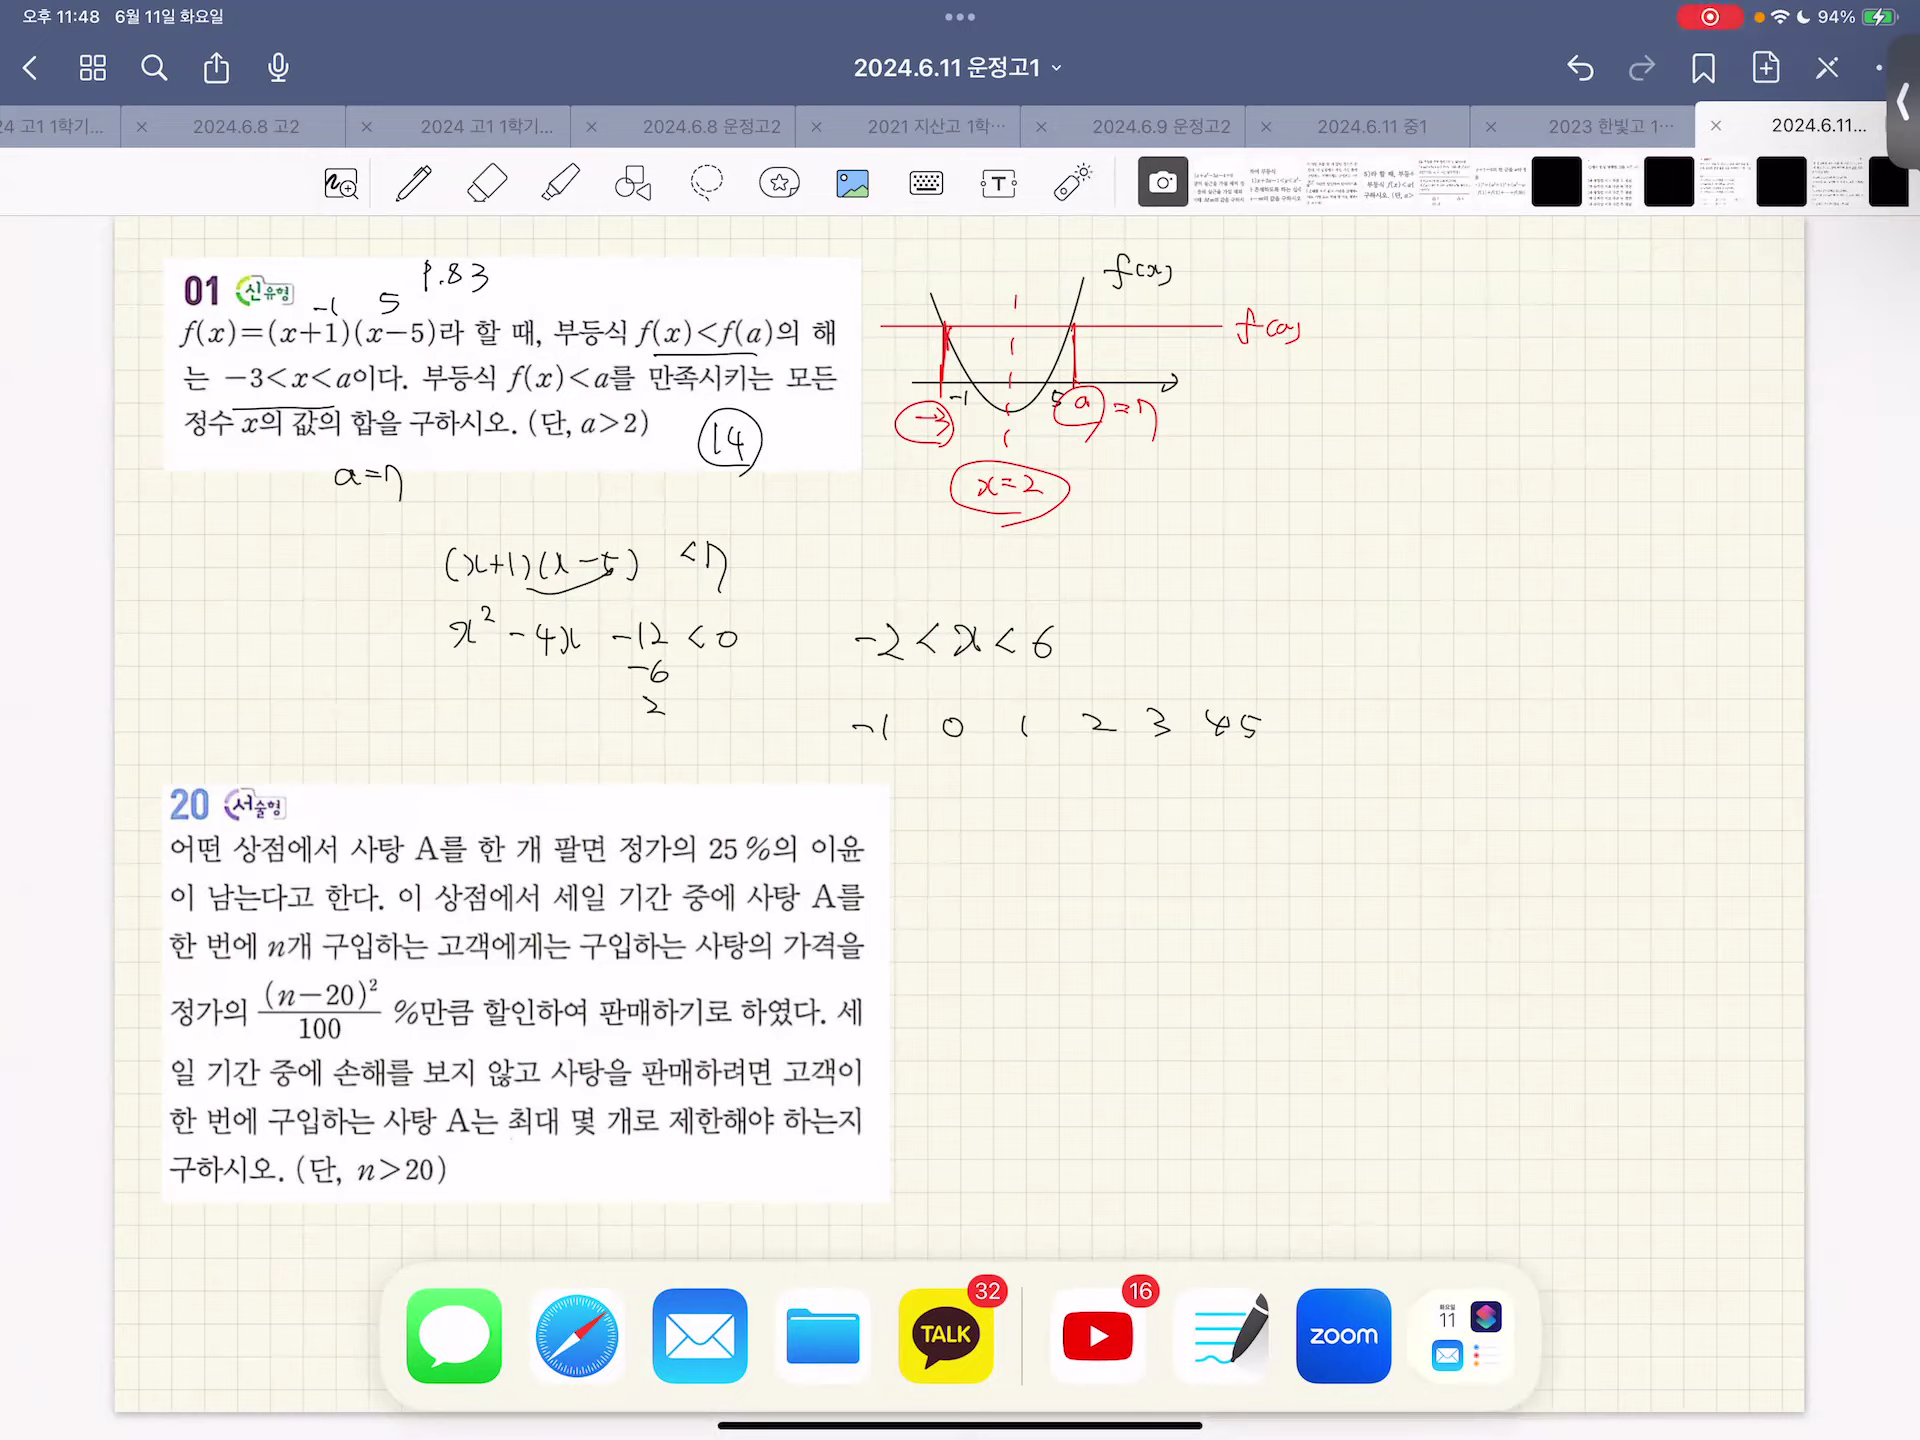 오후 11:48 6월 11일 화요일
94%
2024.6.11 운정고1
24 고1 1학기...
2024.6.8 고2
2024 고1 1학기...
2024.6.8 운정고2
2021 지산고 1학...
2024.6.9 운정고2
2024.6.11 중1
2023 한빛고 1...
2024.6.11...
P.83
01 신유형
-1 5
f(x)=(x+1)(x-5)라 할 때, 부등식 f(x)<f(a)의 해
는 -3<x<a이다. 부등식 f(x)<a를 만족시키는 모든
정수 x의 값의 합을 구하시오. (단, a>2)
14
a=7
f(x)
f(a)
-1 5
-3 a =7
x=2
(x+1)(x-5) <7
x² -4x -12 <0
-6
2
-2<x<6
-1 0 1 2 3 4 5
20 서술형
어떤 상점에서 사탕 A를 한 개 팔면 정가의 25 %의 이윤
이 남는다고 한다. 이 상점에서 세일 기간 중에 사탕 A를
한 번에 n개 구입하는 고객에게는 구입하는 사탕의 가격을
정가의 (n-20)²/100 %만큼 할인하여 판매하기로 하였다. 세
일 기간 중에 손해를 보지 않고 사탕을 판매하려면 고객이
한 번에 구입하는 사탕 A는 최대 몇 개로 제한해야 하는지
구하시오. (단, n>20)
32
16
TALK
zoom
화요일
11